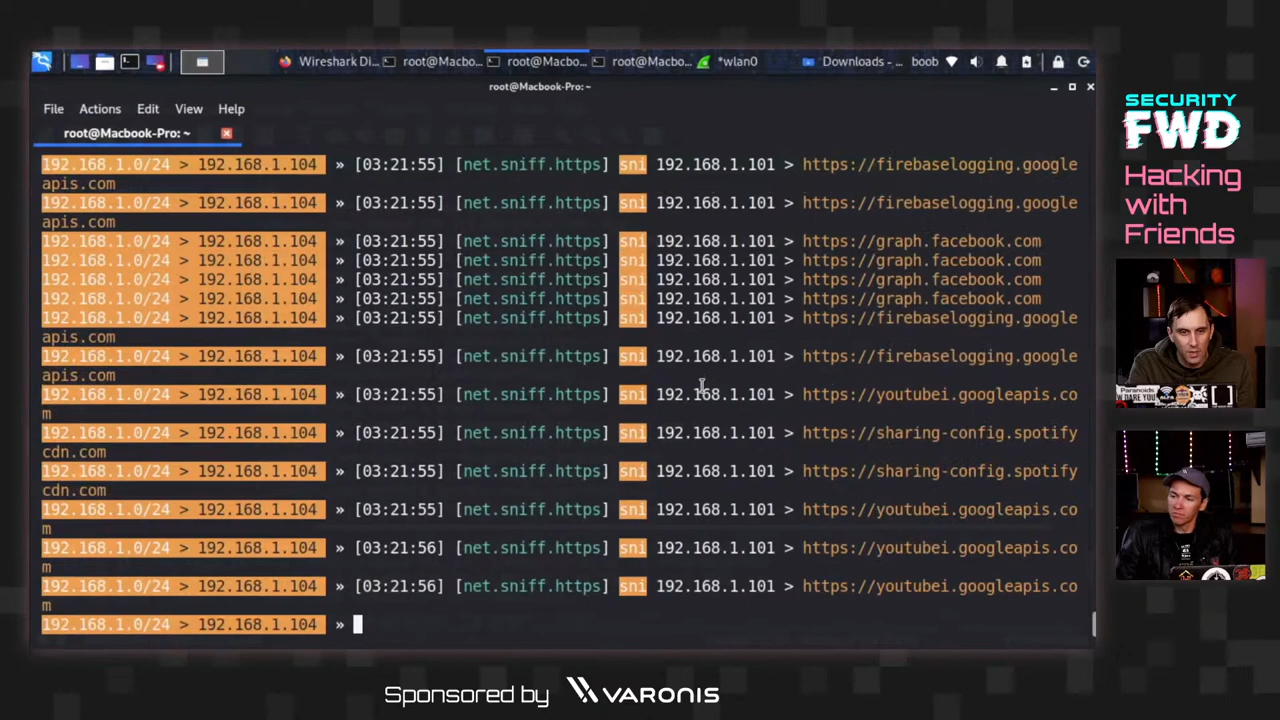 Wireshark Di...
root@Macbo...
root@Macbo...
root@Macbo...
*wlan0
Downloads - ...
boob
root@Macbook-Pro: ~
File Actions Edit View Help
root@Macbook-Pro: ~
192.168.1.0/24 > 192.168.1.104 » [03:21:55] [net.sniff.https] sni 192.168.1.101 > https://firebaselogging.google
apis.com
192.168.1.0/24 > 192.168.1.104 » [03:21:55] [net.sniff.https] sni 192.168.1.101 > https://firebaselogging.google
apis.com
192.168.1.0/24 > 192.168.1.104 » [03:21:55] [net.sniff.https] sni 192.168.1.101 > https://graph.facebook.com
192.168.1.0/24 > 192.168.1.104 » [03:21:55] [net.sniff.https] sni 192.168.1.101 > https://graph.facebook.com
192.168.1.0/24 > 192.168.1.104 » [03:21:55] [net.sniff.https] sni 192.168.1.101 > https://graph.facebook.com
192.168.1.0/24 > 192.168.1.104 » [03:21:55] [net.sniff.https] sni 192.168.1.101 > https://graph.facebook.com
192.168.1.0/24 > 192.168.1.104 » [03:21:55] [net.sniff.https] sni 192.168.1.101 > https://firebaselogging.google
apis.com
192.168.1.0/24 > 192.168.1.104 » [03:21:55] [net.sniff.https] sni 192.168.1.101 > https://firebaselogging.google
apis.com
192.168.1.0/24 > 192.168.1.104 » [03:21:55] [net.sniff.https] sni 192.168.1.101 > https://youtubei.googleapis.co
m
192.168.1.0/24 > 192.168.1.104 » [03:21:55] [net.sniff.https] sni 192.168.1.101 > https://sharing-config.spotify
cdn.com
192.168.1.0/24 > 192.168.1.104 » [03:21:55] [net.sniff.https] sni 192.168.1.101 > https://sharing-config.spotify
cdn.com
192.168.1.0/24 > 192.168.1.104 » [03:21:55] [net.sniff.https] sni 192.168.1.101 > https://youtubei.googleapis.co
m
192.168.1.0/24 > 192.168.1.104 » [03:21:56] [net.sniff.https] sni 192.168.1.101 > https://youtubei.googleapis.co
m
192.168.1.0/24 > 192.168.1.104 » [03:21:56] [net.sniff.https] sni 192.168.1.101 > https://youtubei.googleapis.co
m
192.168.1.0/24 > 192.168.1.104 »
SECURITY
FWD
Hacking
with
Friends
Paranoids
Sponsored by VARONIS